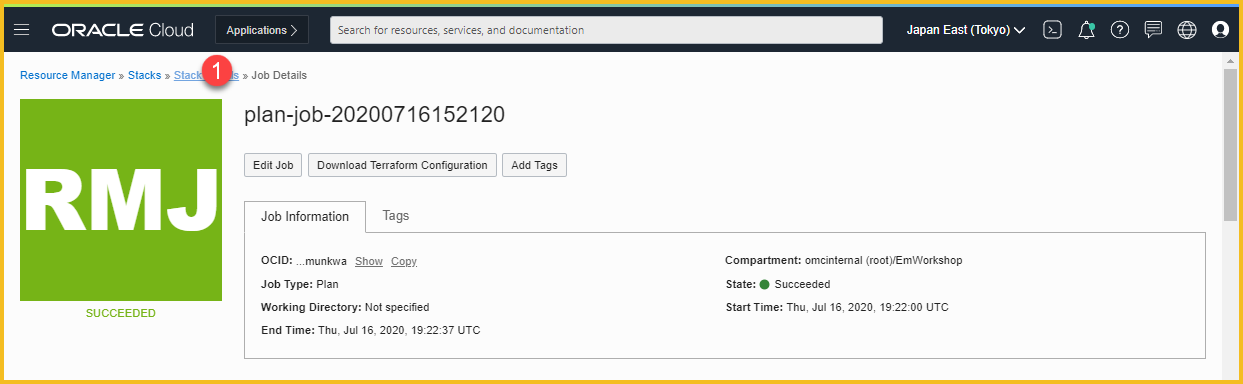 ORACLE Cloud Applications > Search for resources, services, and documentation Japan East (Tokyo)
Resource Manager » Stacks » Stack 1 ls » Job Details
plan-job-20200716152120
Edit Job Download Terraform Configuration Add Tags
RMJ
Job Information Tags
OCID: ...munkwa Show Copy Compartment: omcinternal (root)/EmWorkshop
Job Type: Plan State: Succeeded
Working Directory: Not specified Start Time: Thu, Jul 16, 2020, 19:22:00 UTC
SUCCEEDED
End Time: Thu, Jul 16, 2020, 19:22:37 UTC